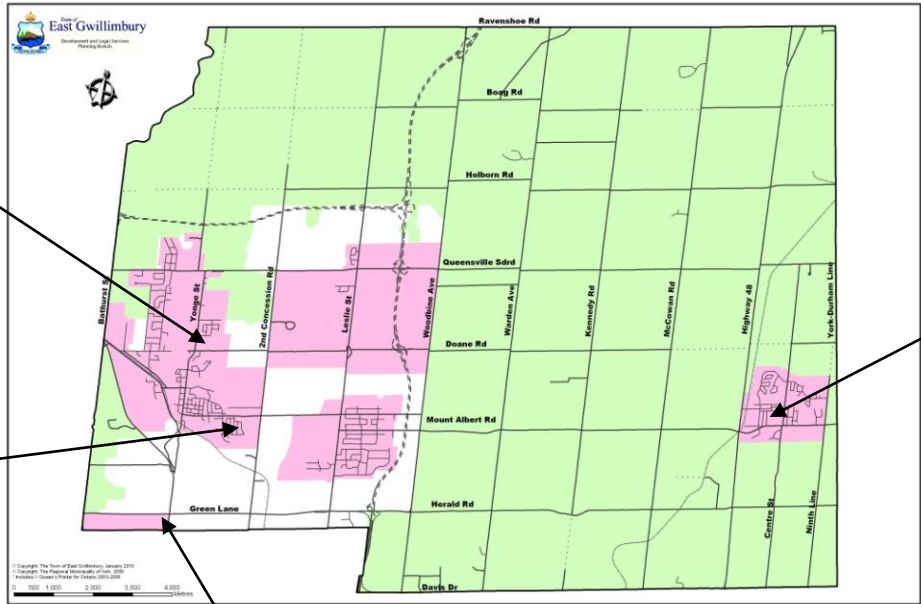 Town of
East Gwillimbury
Development and Legal Services
Planning Branch
Ravenshoe Rd
Boag Rd
Holborn Rd
Queensville Sdrd
Bathurst St
Yonge St
2nd Concession Rd
Leslie St
Woodbine Ave
Warden Ave
Kennedy Rd
McCowan Rd
Highway 48
York-Durham Line
Doane Rd
Mount Albert Rd
Green Lane
Herald Rd
Centre St
Ninth Line
Davis Dr
© Copyright, The Town of East Gwillimbury, January 2010
© Copyright, The Regional Municipality of York, 2009
* Includes © Queen's Printer for Ontario 2003-2008
0 500 1,000 2,000 3,000 4,000
Metres